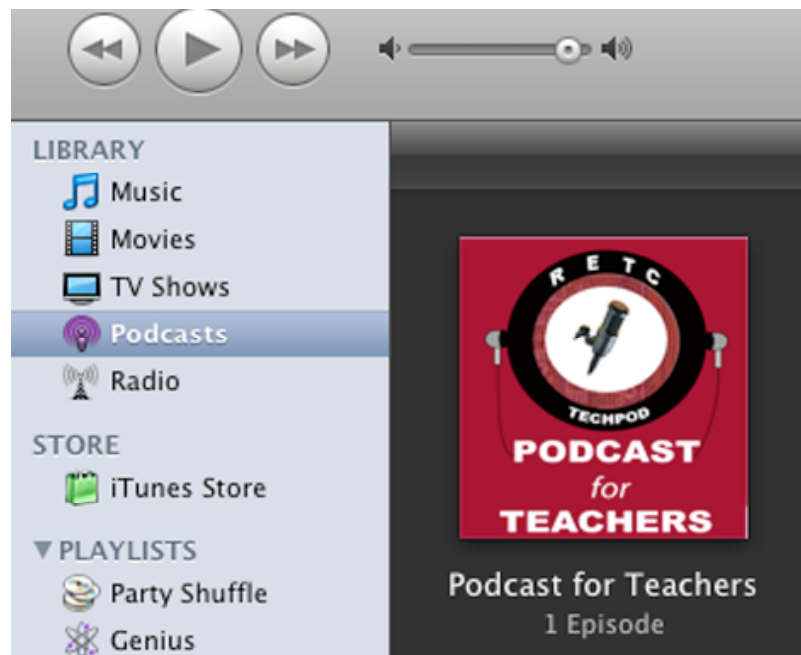 LIBRARY
Music
Movies
TV Shows
Podcasts
Radio
STORE
iTunes Store
PLAYLISTS
Party Shuffle
Genius
RETC
TECHPOD
PODCAST
for
TEACHERS
Podcast for Teachers
1 Episode